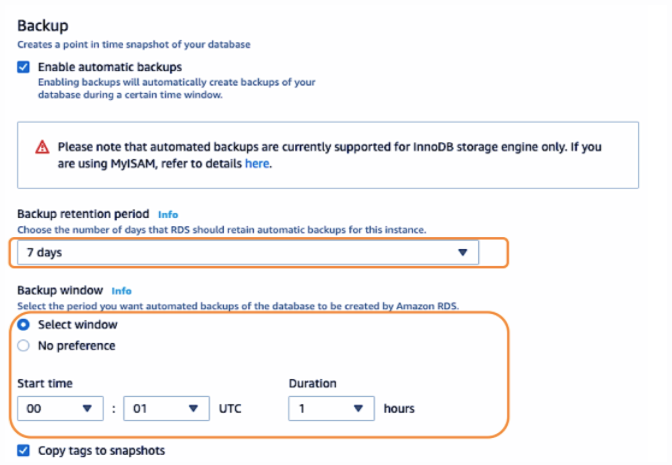 Backup
Creates a point in time snapshot of your database
Enable automatic backups
Enabling backups will automatically create backups of your
database during a certain time window.
Please note that automated backups are currently supported for InnoDB storage engine only. If you
are using MyISAM, refer to details here.
Backup retention period Info
Choose the number of days that RDS should retain automatic backups for this instance.
7 days
Backup window Info
Select the period you want automated backups of the database to be created by Amazon RDS.
Select window
No preference
Start time Duration
00 : 01 UTC 1 hours
Copy tags to snapshots